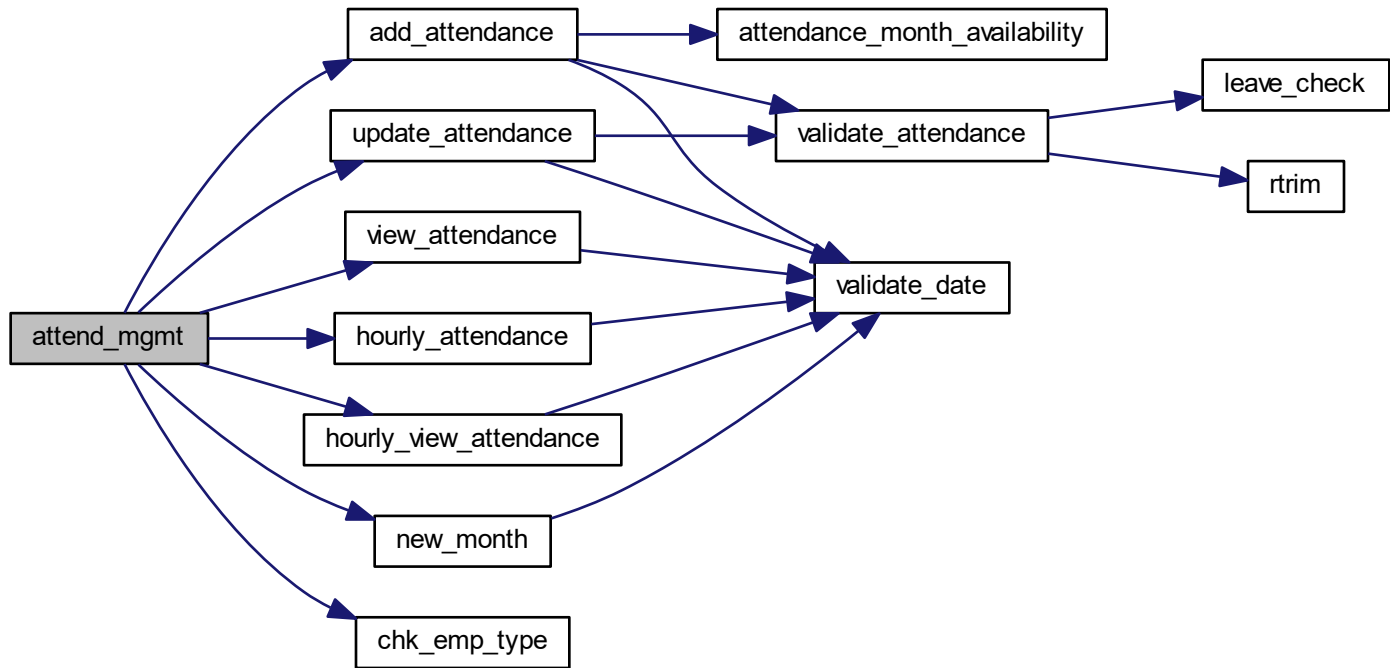 add_attendance
attendance_month_availability
leave_check
update_attendance
validate_attendance
rtrim
view_attendance
validate_date
attend_mgmt
hourly_attendance
hourly_view_attendance
new_month
chk_emp_type